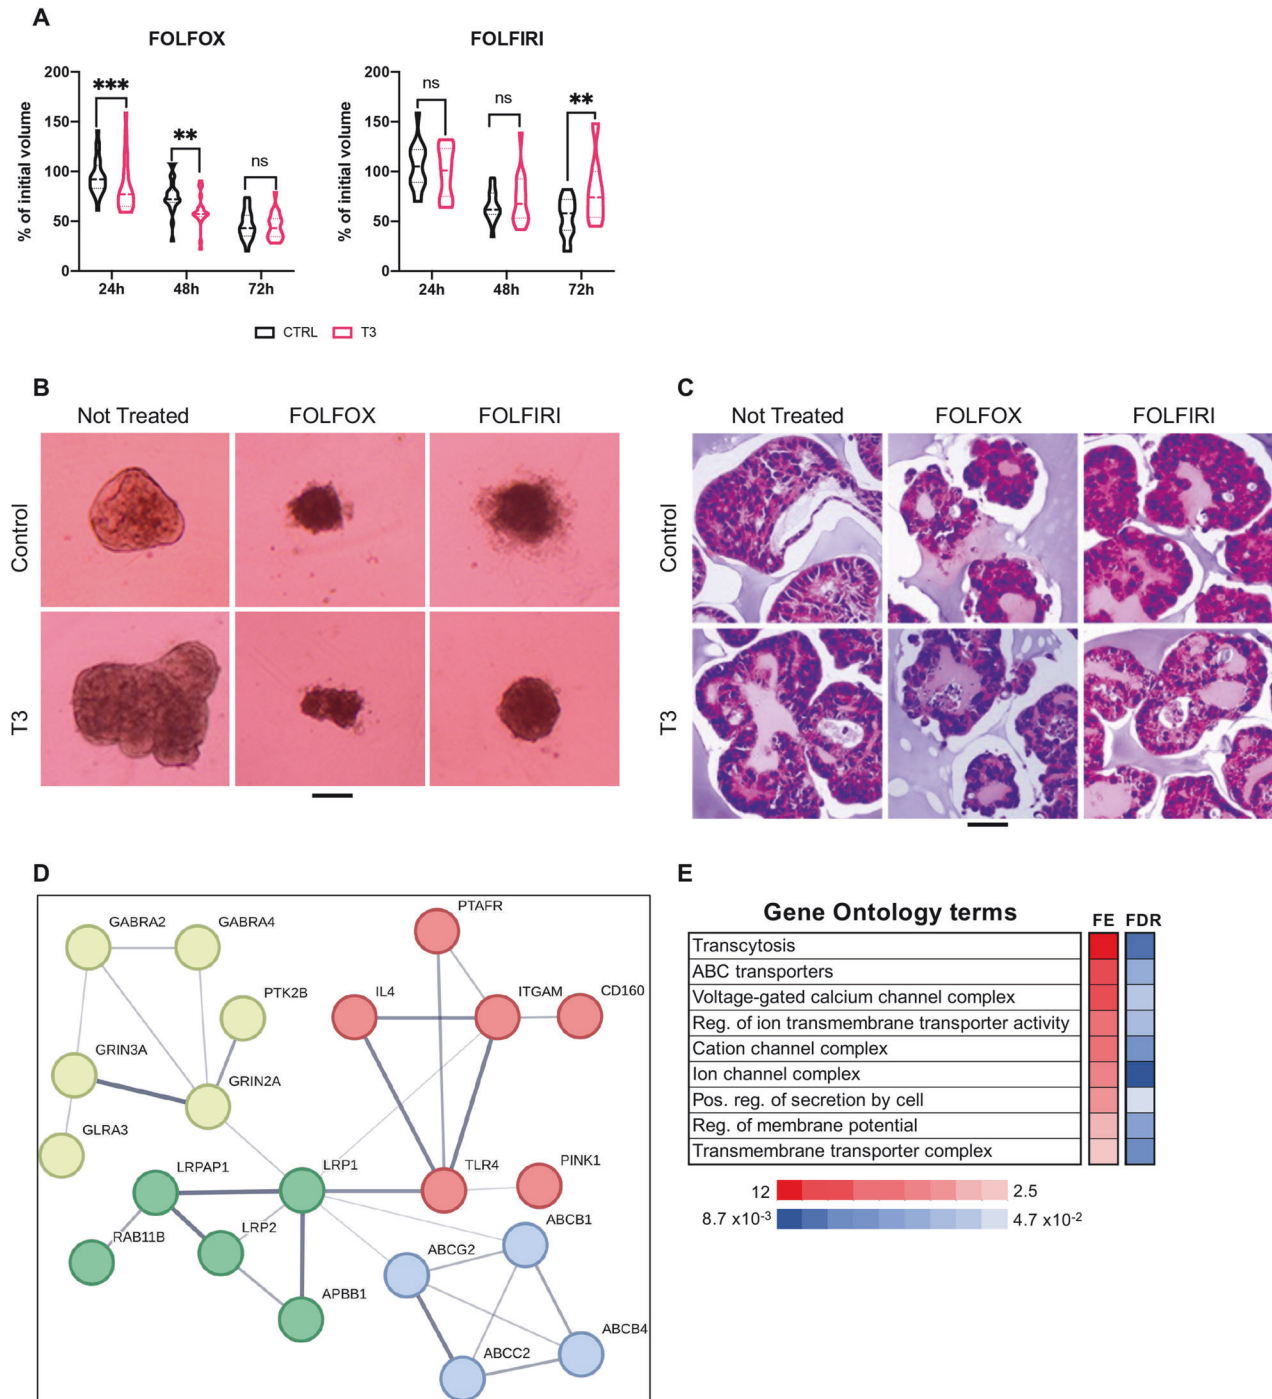 A
FOLFOX
FOLFIRI
% of initial volume
200
150
100
50
0
***
**
ns
24h
48h
72h
% of initial volume
200
150
100
50
0
ns
ns
**
24h
48h
72h
CTRL
T3
B
Not Treated
FOLFOX
FOLFIRI
Control
T3
C
Not Treated
FOLFOX
FOLFIRI
Control
T3
D
GABRA2
GABRA4
PTK2B
GRIN3A
GRIN2A
GLRA3
PTAFR
IL4
ITGAM
CD160
LRPAP1
LRP1
TLR4
PINK1
RAB11B
LRP2
APBB1
ABCG2
ABCB1
ABCC2
ABCB4
E
Gene Ontology terms
FE
FDR
Transcytosis
ABC transporters
Voltage-gated calcium channel complex
Reg. of ion transmembrane transporter activity
Cation channel complex
Ion channel complex
Pos. reg. of secretion by cell
Reg. of membrane potential
Transmembrane transporter complex
12
2.5
8.7 x10-3
4.7 x10-2